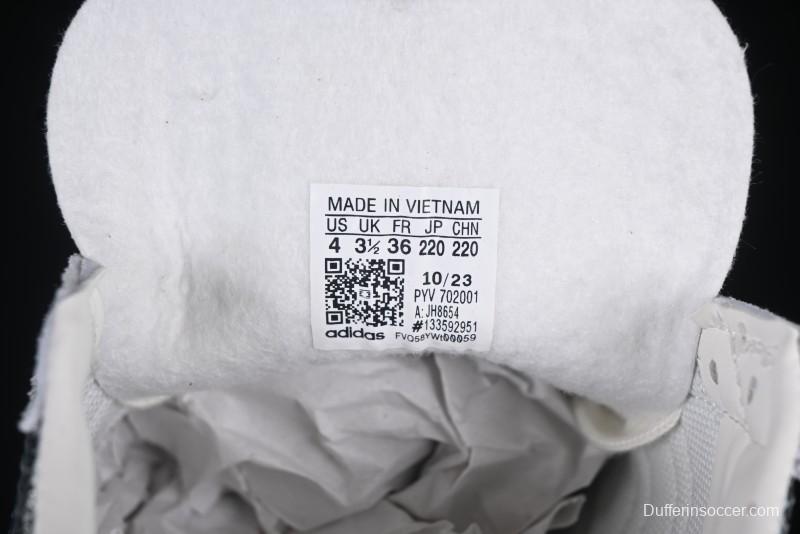 MADE IN VIETNAM
US UK FR JP CHN
4 3½ 36 220 220
10/23
PYV 702001
A: JH8654
#133592951
adidas FVQ58YWt00059
Dufferinsoccer.com